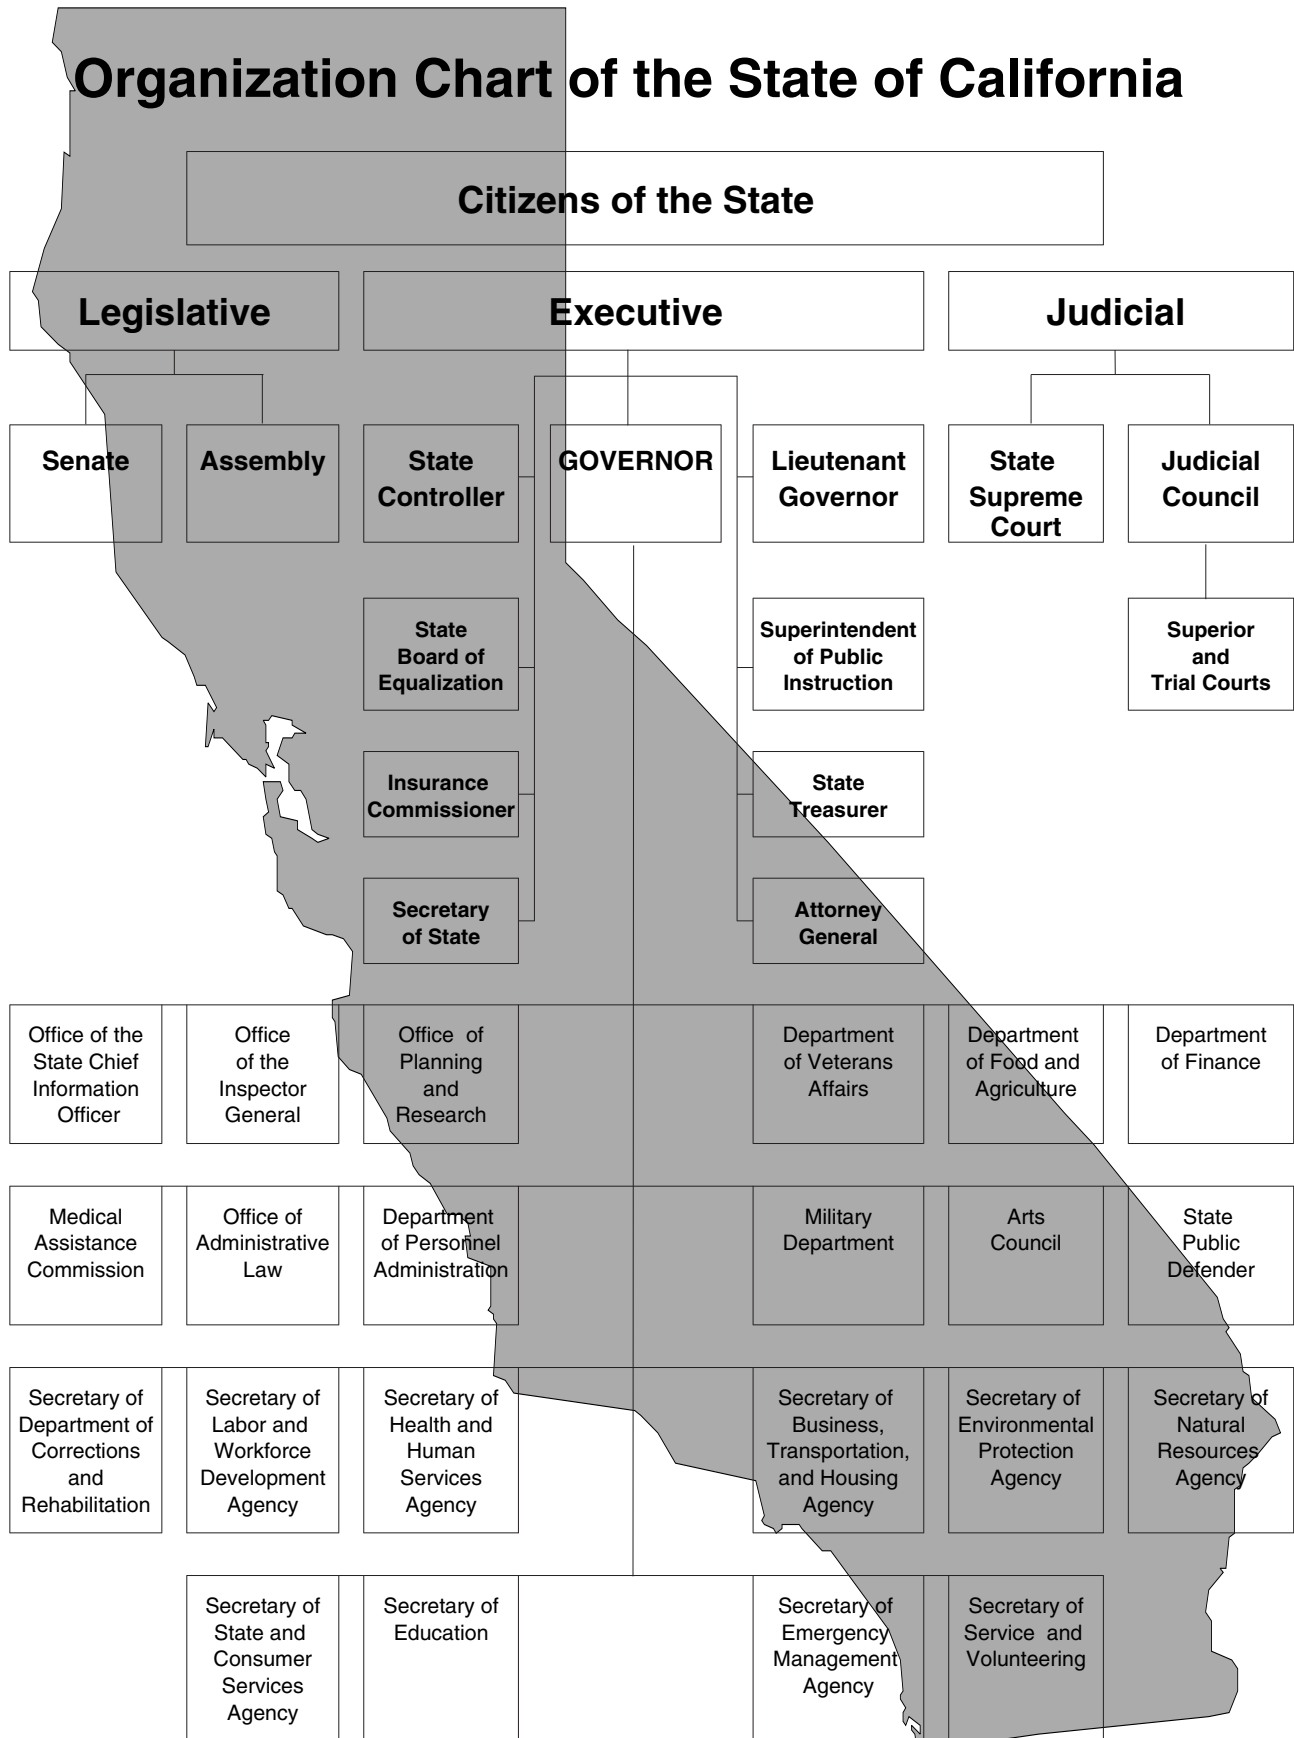 Organization Chart of the State of California
Citizens of the State
Legislative
Executive
Judicial
Senate
Assembly
State
Controller
GOVERNOR
Lieutenant
Governor
State
Supreme
Court
Judicial
Council
State
Board of
Equalization
Superintendent
of Public
Instruction
Superior
and
Trial Courts
Insurance
Commissioner
State
Treasurer
Secretary
of State
Attorney
General
Office of the
State Chief
Information
Officer
Office
of the
Inspector
General
Office of
Planning
and
Research
Department
of Veterans
Affairs
Department
of Food and
Agriculture
Department
of Finance
Medical
Assistance
Commission
Office of
Administrative
Law
Department
of Personnel
Administration
Military
Department
Arts
Council
State
Public
Defender
Secretary of
Department of
Corrections
and
Rehabilitation
Secretary of
Labor and
Workforce
Development
Agency
Secretary of
Health and
Human
Services
Agency
Secretary of
Business,
Transportation,
and Housing
Agency
Secretary of
Environmental
Protection
Agency
Secretary of
Natural
Resources
Agency
Secretary of
State and
Consumer
Services
Agency
Secretary of
Education
Secretary of
Emergency
Management
Agency
Secretary of
Service and
Volunteering